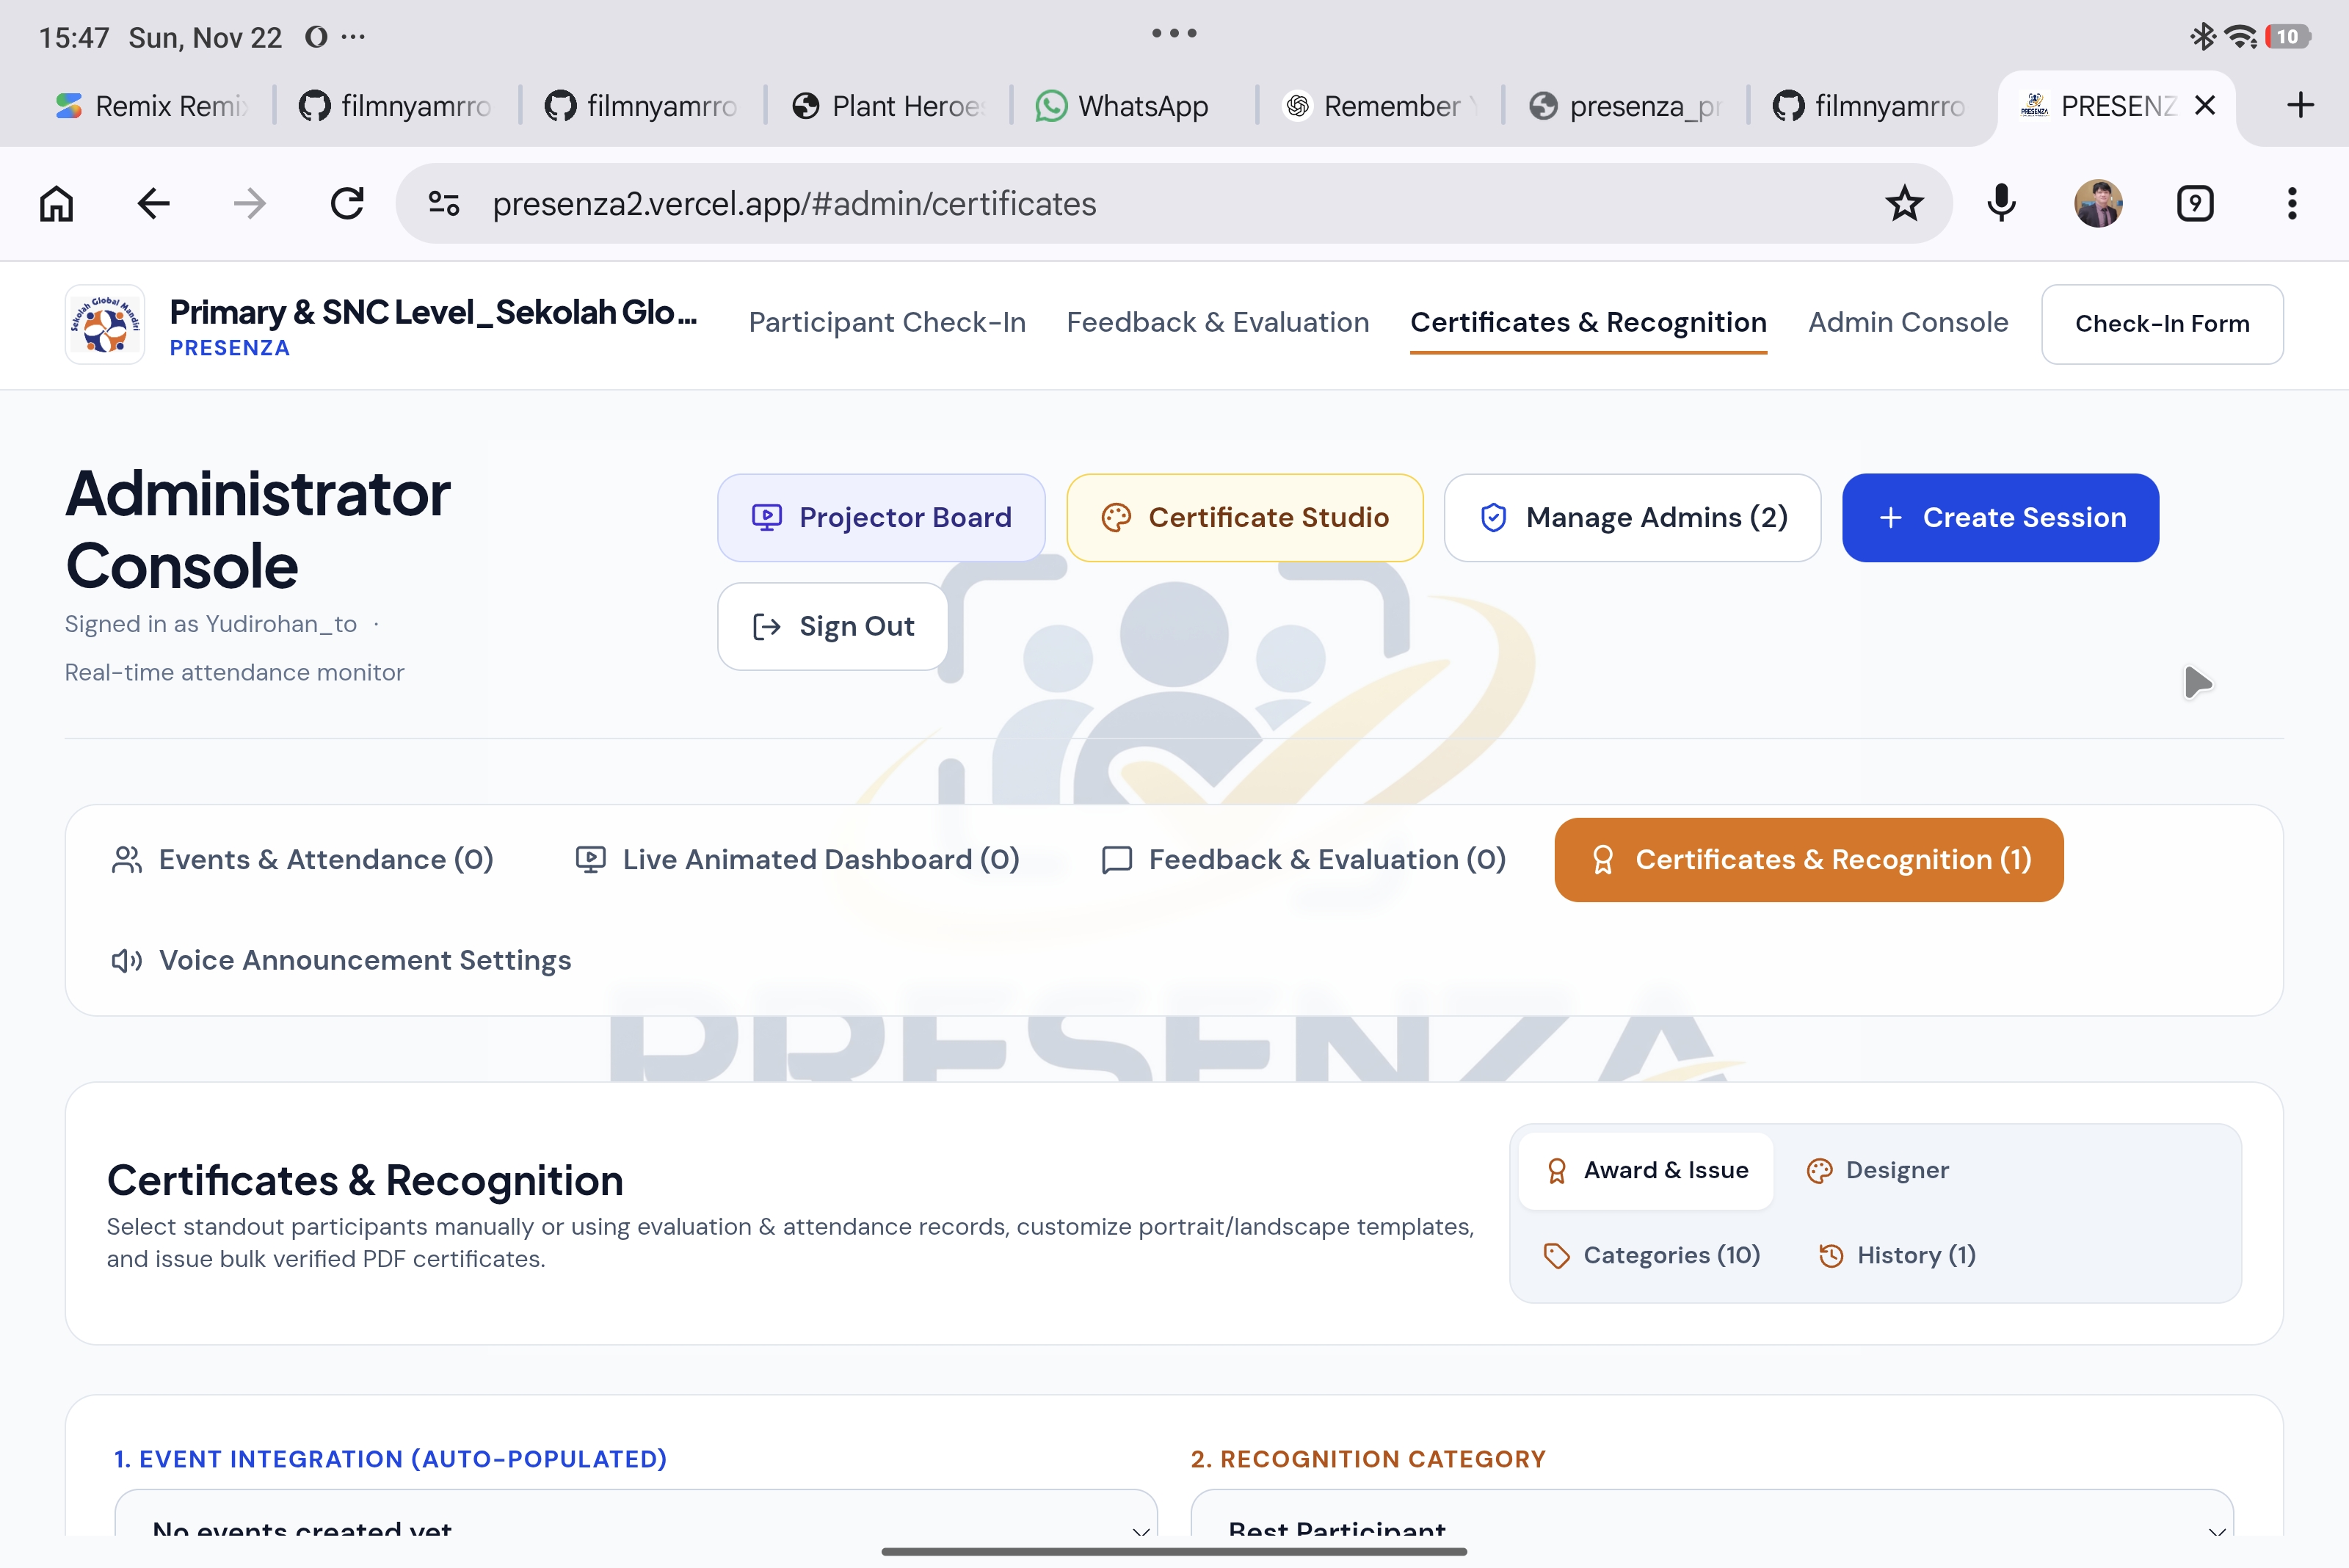 15:47 Sun, Nov 22
10
Remix Remi
filmnyamrro
filmnyamrro
Plant Heroes
WhatsApp
Remember
presenza_pr
filmnyamrro
PRESENZ
presenza2.vercel.app/#admin/certificates
9
Sekolah Global Mandiri
Primary & SNC Level_Sekolah Glo...
PRESENZA
Participant Check-In
Feedback & Evaluation
Certificates & Recognition
Admin Console
Check-In Form
Administrator
Console
Signed in as Yudirohan_to ·
Real-time attendance monitor
Projector Board
Certificate Studio
Manage Admins (2)
Create Session
Sign Out
Events & Attendance (0)
Live Animated Dashboard (0)
Feedback & Evaluation (0)
Certificates & Recognition (1)
Voice Announcement Settings
PRESENZA
Certificates & Recognition
Select standout participants manually or using evaluation & attendance records, customize portrait/landscape templates,
and issue bulk verified PDF certificates.
Award & Issue
Designer
Categories (10)
History (1)
1. EVENT INTEGRATION (AUTO-POPULATED)
No events created yet
2. RECOGNITION CATEGORY
Best Participant